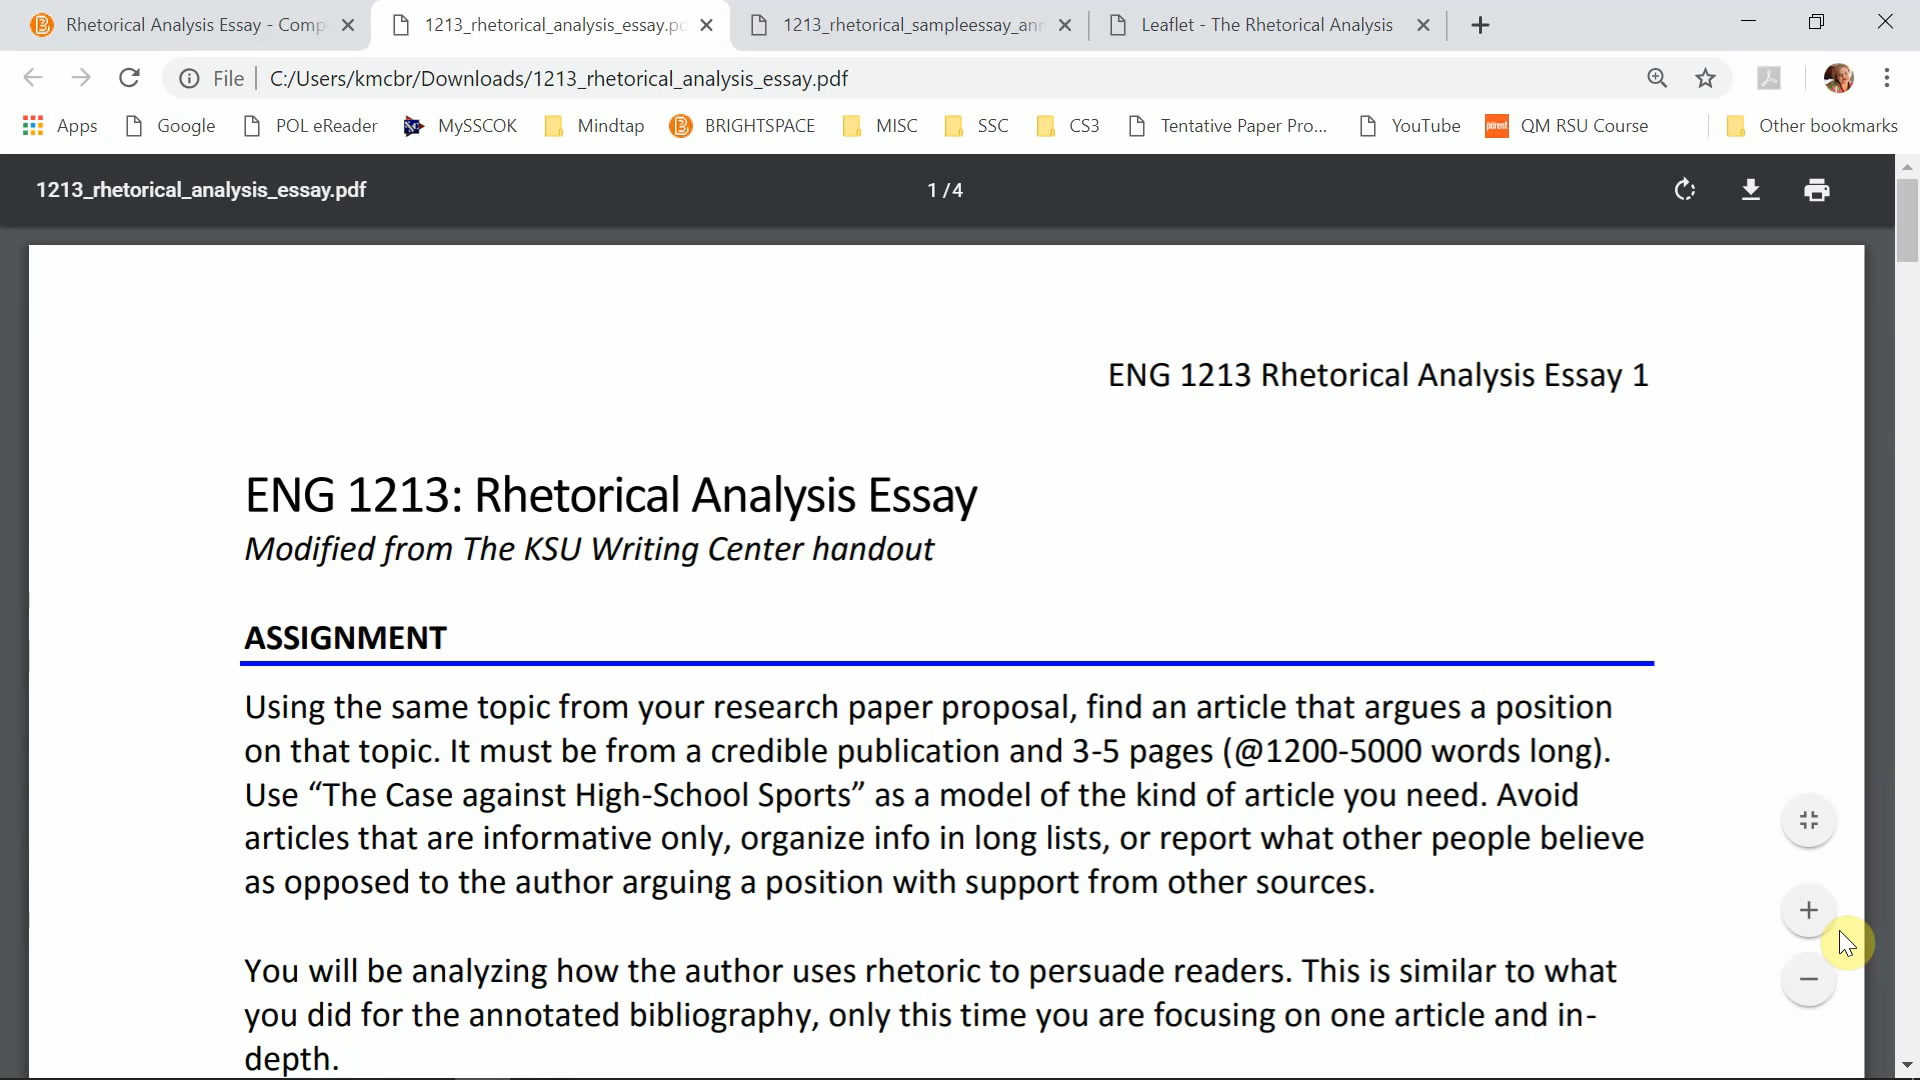 Rhetorical Analysis Essay - Comp
1213_rhetorical_analysis_essay.pd
1213_rhetorical_sampleessay_ann
Leaflet - The Rhetorical Analysis
File
C:/Users/kmcbr/Downloads/1213_rhetorical_analysis_essay.pdf
Apps
Google
POL eReader
MySSCOK
Mindtap
BRIGHTSPACE
MISC
SSC
CS3
Tentative Paper Pro...
YouTube
parent
QM RSU Course
Other bookmarks
1213_rhetorical_analysis_essay.pdf
1 / 4
ENG 1213 Rhetorical Analysis Essay 1
ENG 1213: Rhetorical Analysis Essay
Modified from The KSU Writing Center handout
ASSIGNMENT
Using the same topic from your research paper proposal, find an article that argues a position
on that topic. It must be from a credible publication and 3-5 pages (@1200-5000 words long).
Use “The Case against High-School Sports” as a model of the kind of article you need. Avoid
articles that are informative only, organize info in long lists, or report what other people believe
as opposed to the author arguing a position with support from other sources.
You will be analyzing how the author uses rhetoric to persuade readers. This is similar to what
you did for the annotated bibliography, only this time you are focusing on one article and in-
depth.